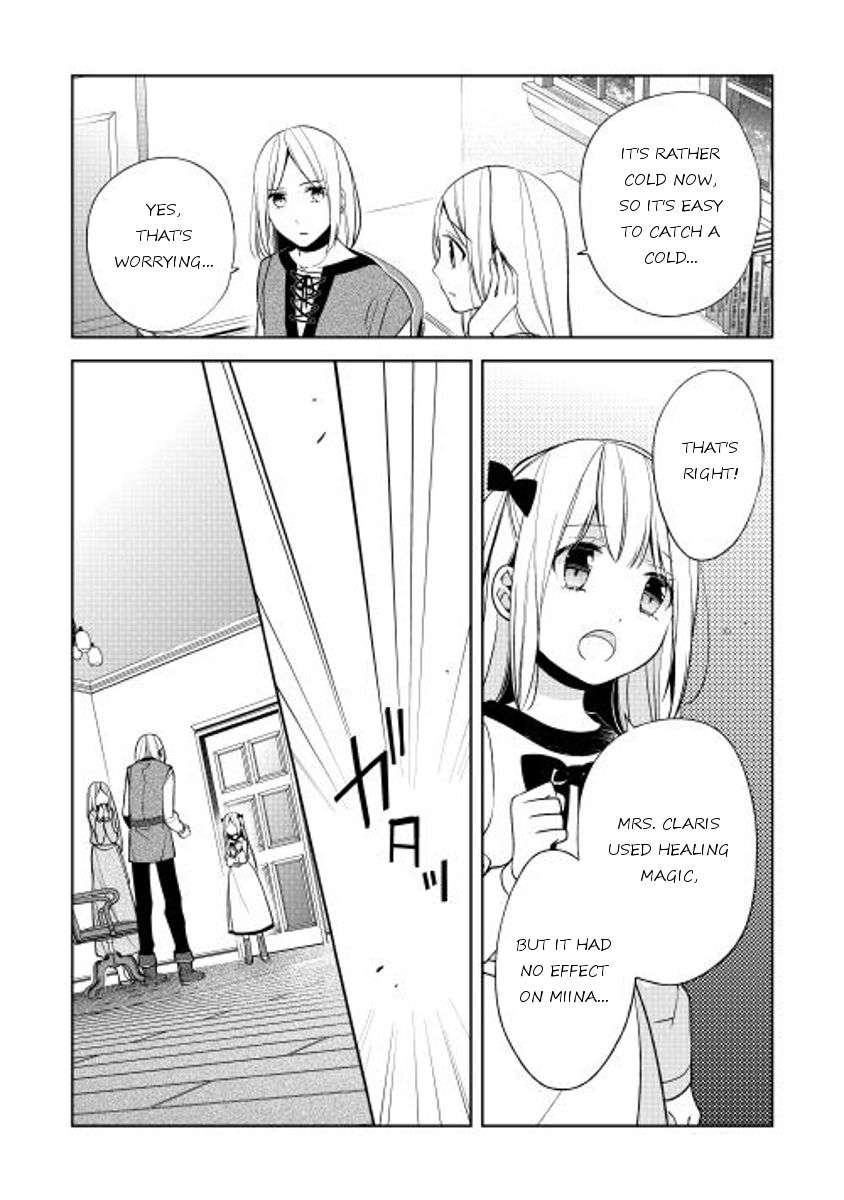 IT'S RATHER
COLD NOW,
SO IT'S EASY
TO CATCH A
COLD...
YES,
THAT'S
WORRYING...
THAT'S
RIGHT!
MRS. CLARIS
USED HEALING
MAGIC,
BUT IT HAD
NO EFFECT
ON MIINA...
ガタッ